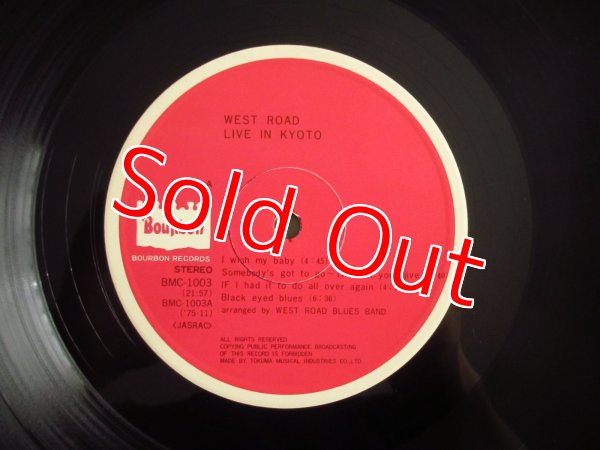 WEST ROAD
LIVE IN KYOTO
Sold Out
Bourbon
BOURBON RECORDS
STEREO
BMC-1003
(21:57)
BMC-1003A
('75-11)
<JASRAC>
I wish my baby (4:45)
Somebody's got to go
IF I had it to do all over again (4:
Black eyed blues (6:36)
arranged by WEST ROAD BLUES BAND
ALL RIGHTS RESERVED
COPYING PUBLIC PERFORMANCE BROADCASTING
OF THIS RECORD IS FORBIDDEN
MADE BY TOKUMA MUSICAL INDUSTRIES CO.,LTD.